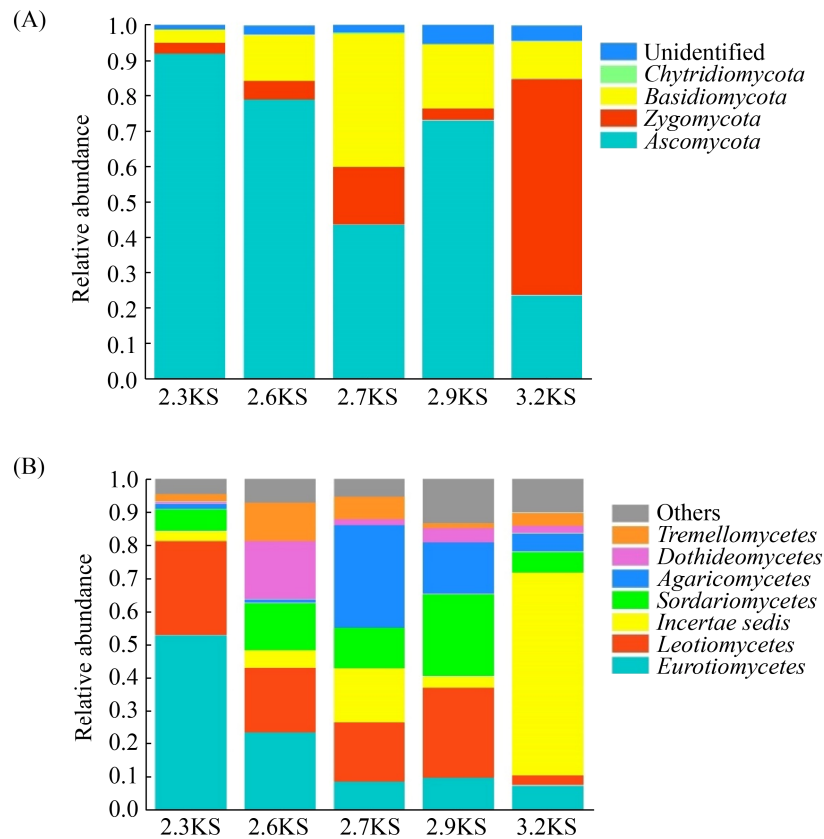 (A)
Relative abundance
1.0
0.9
0.8
0.7
0.6
0.5
0.4
0.3
0.2
0.1
0.0
2.3KS 2.6KS 2.7KS 2.9KS 3.2KS
Unidentified
Chytridiomycota
Basidiomycota
Zygomycota
Ascomycota
(B)
Relative abundance
1.0
0.9
0.8
0.7
0.6
0.5
0.4
0.3
0.2
0.1
0.0
2.3KS 2.6KS 2.7KS 2.9KS 3.2KS
Others
Tremellomycetes
Dothideomycetes
Agaricomycetes
Sordariomycetes
Incertae sedis
Leotiomycetes
Eurotiomycetes